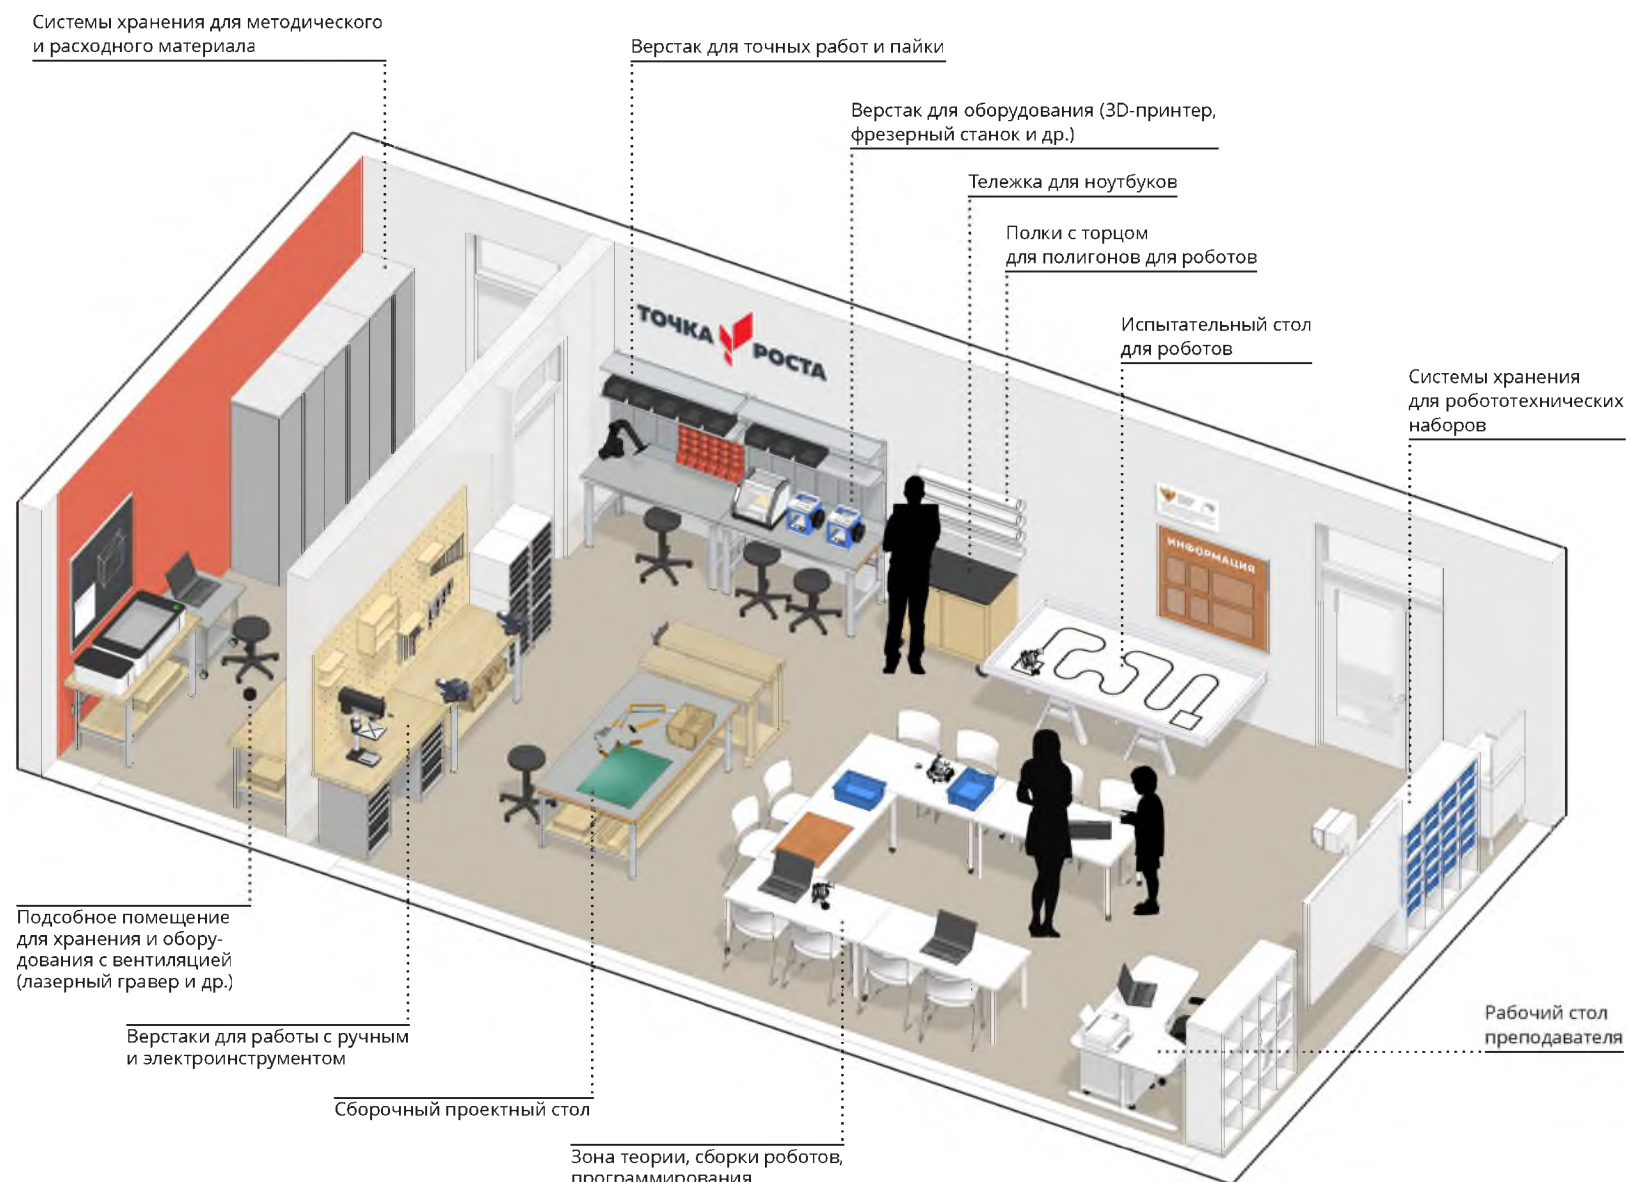 Системы хранения для методического
и расходного материала
Верстак для точных работ и пайки
Верстак для оборудования (3D-принтер,
фрезерный станок и др.)
Тележка для ноутбуков
Полки с торцом
для полигонов для роботов
Испытательный стол
для роботов
Системы хранения
для робототехнических
наборов
ТОЧКА
РОСТА
ИНФОРМАЦИЯ
Подсобное помещение
для хранения и обору-
дования с вентиляцией
(лазерный гравер и др.)
Верстаки для работы с ручным
и электроинструментом
Сборочный проектный стол
Зона теории, сборки роботов,
программирования
Рабочий стол
преподавателя